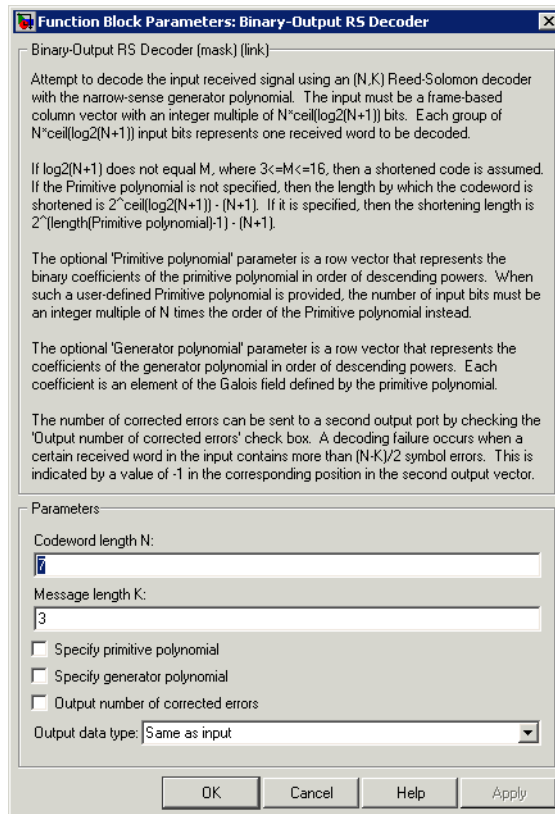 Function Block Parameters: Binary-Output RS Decoder
Binary-Output RS Decoder (mask) (link)
Attempt to decode the input received signal using an (N,K) Reed-Solomon decoder
with the narrow-sense generator polynomial. The input must be a frame-based
column vector with an integer multiple of N*ceil(log2(N+1)) bits. Each group of
N*ceil(log2(N+1)) input bits represents one received word to be decoded.
If log2(N+1) does not equal M, where 3<=M<=16, then a shortened code is assumed.
If the Primitive polynomial is not specified, then the length by which the codeword is
shortened is 2^ceil(log2(N+1)) - (N+1). If it is specified, then the shortening length is
2^(length(Primitive polynomial)-1) - (N+1).
The optional 'Primitive polynomial' parameter is a row vector that represents the
binary coefficients of the primitive polynomial in order of descending powers. When
such a user-defined Primitive polynomial is provided, the number of input bits must be
an integer multiple of N times the order of the Primitive polynomial instead.
The optional 'Generator polynomial' parameter is a row vector that represents the
coefficients of the generator polynomial in order of descending powers. Each
coefficient is an element of the Galois field defined by the primitive polynomial.
The number of corrected errors can be sent to a second output port by checking the
'Output number of corrected errors' check box. A decoding failure occurs when a
certain received word in the input contains more than (N-K)/2 symbol errors. This is
indicated by a value of -1 in the corresponding position in the second output vector.
Parameters
Codeword length N:
7
Message length K:
3
Specify primitive polynomial
Specify generator polynomial
Output number of corrected errors
Output data type: Same as input
OK Cancel Help Apply